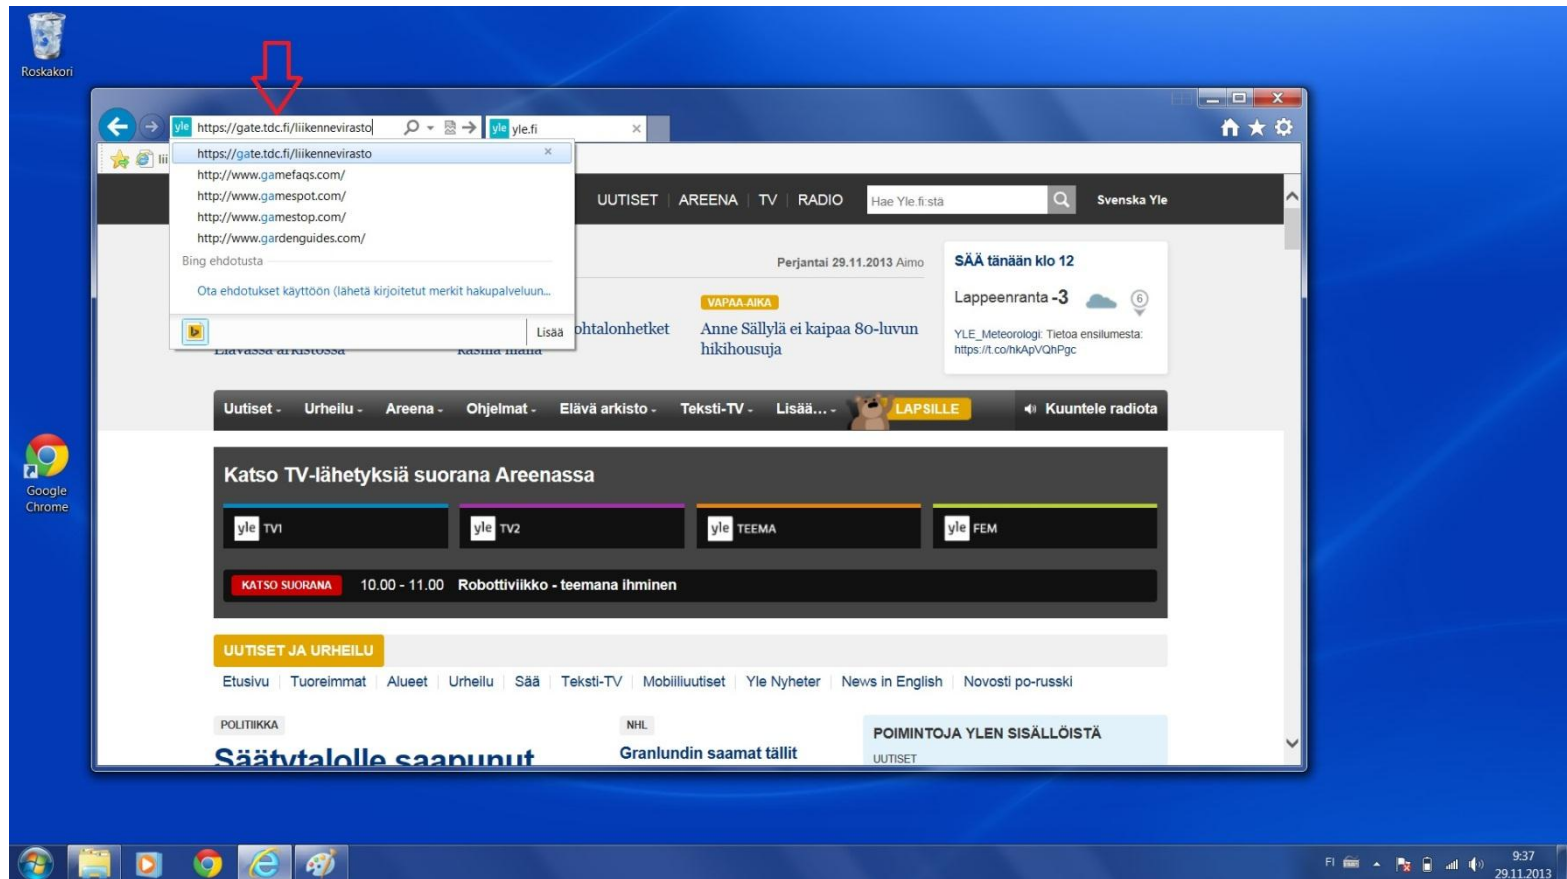 Roskakori
yle https://gate.tdc.fi/liikennevirasto
yle yle.fi
lii
https://gate.tdc.fi/liikennevirasto
http://www.gamefaqs.com/
http://www.gamespot.com/
http://www.gamestop.com/
http://www.gardenguides.com/
Bing ehdotusta
Ota ehdotukset käyttöön (lähetä kirjoitetut merkit hakupalveluun...
Lisää
UUTISET AREENA TV RADIO Hae Yle.fi:stä Svenska Yle
Perjantai 29.11.2013 Aimo
VAPAA-AIKA
ohtalonhetket
Anne Sällylä ei kaipaa 80-luvun
hikihousuja
SÄÄ tänään klo 12
Lappeenranta -3 6
YLE_Meteorologi: Tietoa ensilumesta:
https://t.co/hkApVQhPgc
Uutiset Urheilu Areena Ohjelmat Elävä arkisto Teksti-TV Lisää... LAPSILLE Kuuntele radiota
Google
Chrome
Katso TV-lähetyksiä suorana Areenassa
yle TV1 yle TV2 yle TEEMA yle FEM
KATSO SUORANA 10.00 - 11.00 Robottiviikko - teemana ihminen
UUTISET JA URHEILU
Etusivu Tuoreimmat Alueet Urheilu Sää Teksti-TV Mobiiliuutiset Yle Nyheter News in English Novosti po-russki
POLITIIKKA
Säätytalolle saapunut
NHL
Granlundin saamat tällit
POIMINTOJA YLEN SISÄLLÖISTÄ
UUTISET
FI 9:37
29.11.2013